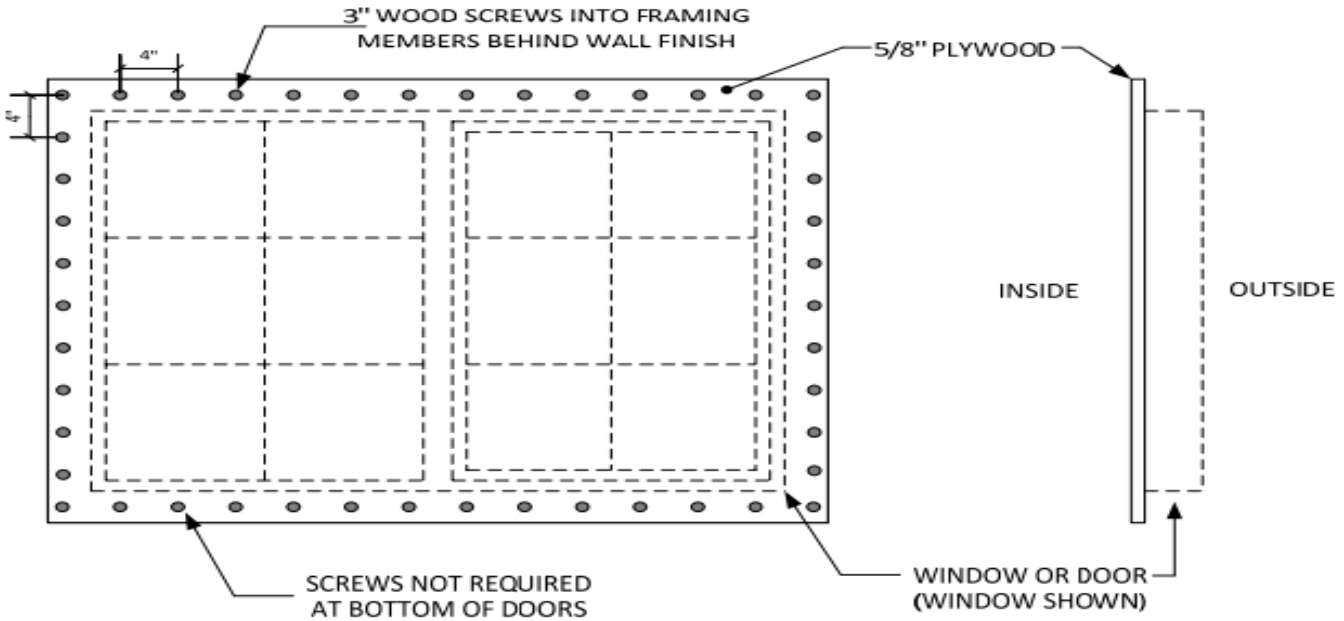 3" WOOD SCREWS INTO FRAMING
MEMBERS BEHIND WALL FINISH
5/8" PLYWOOD
4"
4"
INSIDE
OUTSIDE
SCREWS NOT REQUIRED
AT BOTTOM OF DOORS
WINDOW OR DOOR
(WINDOW SHOWN)